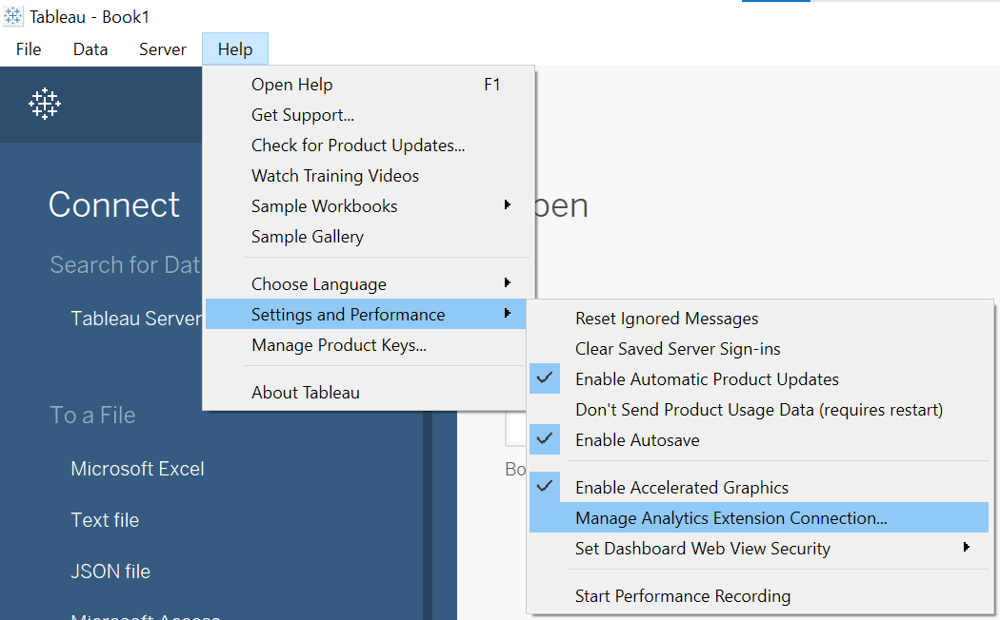 Tableau - Book1
File Data Server Help
Open Help F1
Get Support...
Check for Product Updates...
Watch Training Videos
Sample Workbooks
Sample Gallery
Choose Language
Settings and Performance
Manage Product Keys...
About Tableau
Reset Ignored Messages
Clear Saved Server Sign-ins
Enable Automatic Product Updates
Don't Send Product Usage Data (requires restart)
Enable Autosave
Enable Accelerated Graphics
Manage Analytics Extension Connection...
Set Dashboard Web View Security
Start Performance Recording
Connect
Search for Dat
Tableau Server
To a File
Microsoft Excel
Text file
JSON file
Microsoft Access
pen
Bo